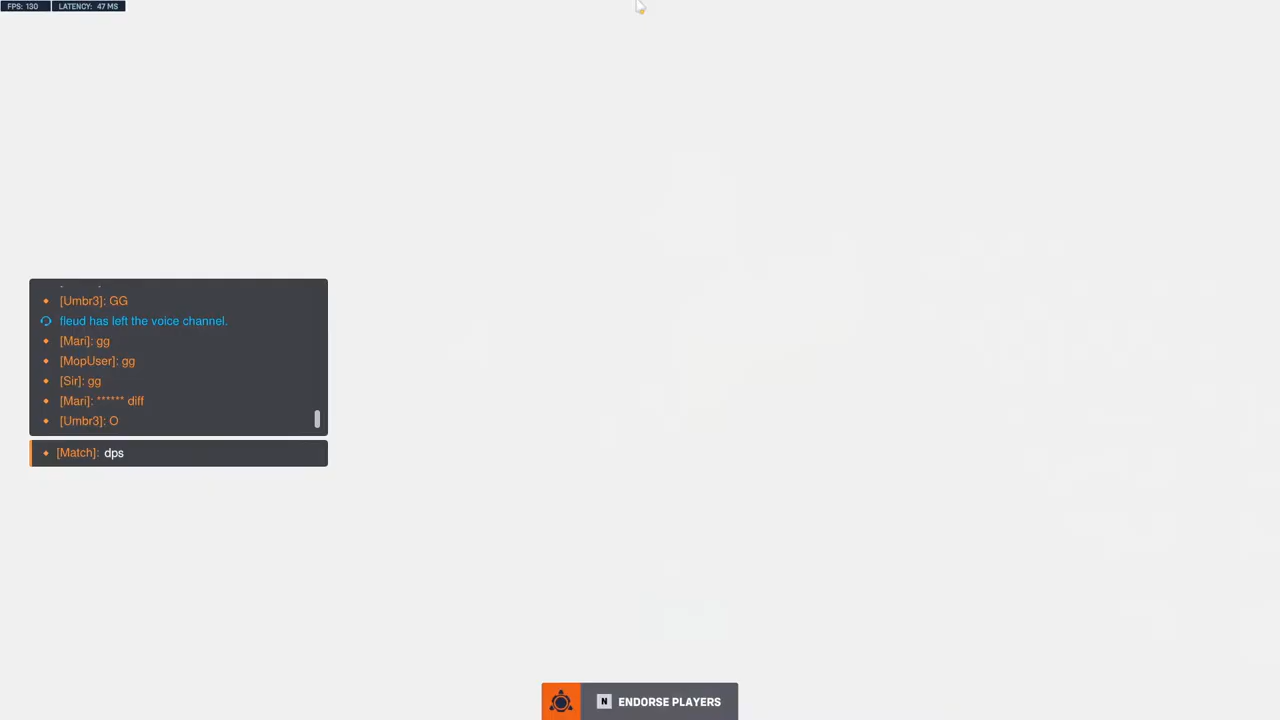 FPS: 130 LATENCY: 47 MS
[Umbr3]: GG
fleud has left the voice channel.
[Mari]: gg
[MopUser]: gg
[Sir]: gg
[Mari]: ****** diff
[Umbr3]: O
[Match]: dps
N ENDORSE PLAYERS